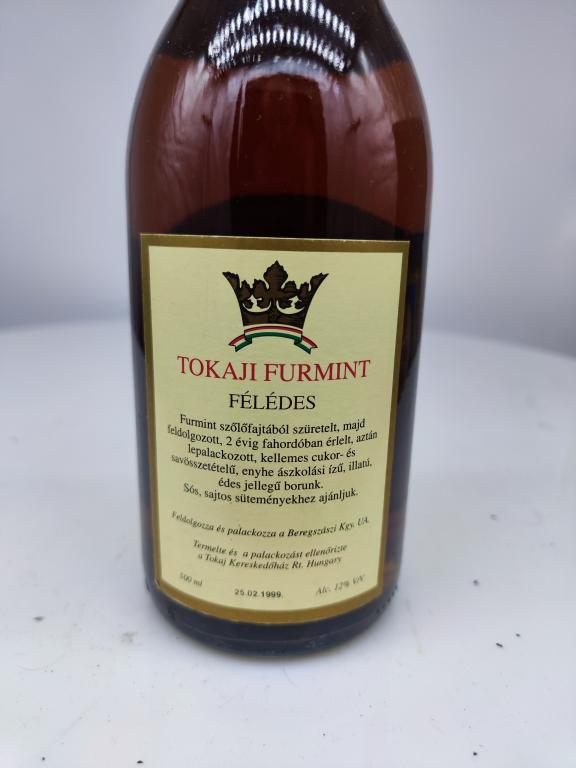 TOKAJI FURMINT
FÉLÉDES
Furmint szőlőfajtából szüretelt, majd
feldolgozott, 2 évig fahordóban érlelt, aztán
lepalackozott, kellemes cukor- és
savösszetételű, enyhe ászkolási ízű, illatú,
édes jellegű borunk.
Sós, sajtos süteményekhez ajánljuk.
Feldolgozza és palackozza a Beregszászi Kgy. UA.
Termelte és a palackozást ellenőrizte
a Tokaj Kereskedőház Rt. Hungary
500 ml 25.02.1999. Alc. 12% V/V